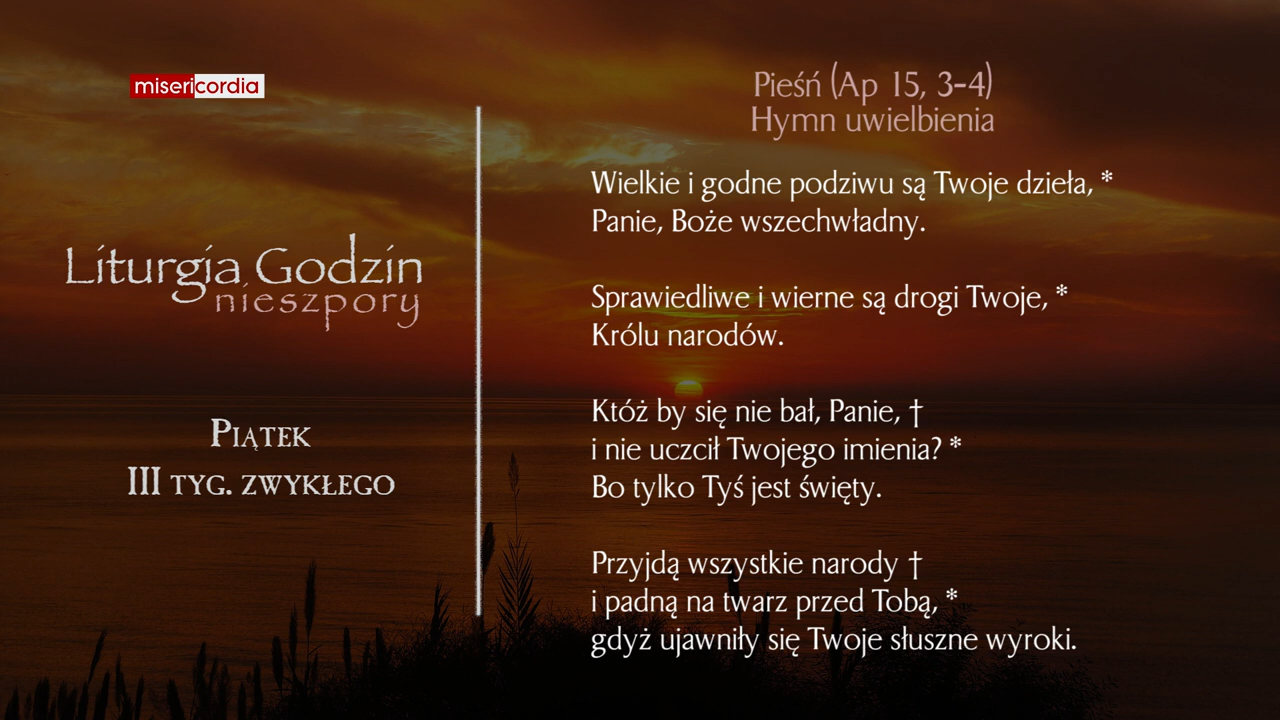 misericordia
Liturgia Godzin
nieszpory
Piątek
III tyg. zwykłego
Pieśń (Ap 15, 3-4)
Hymn uwielbienia
Wielkie i godne podziwu są Twoje dzieła, *
Panie, Boże wszechwładny.
Sprawiedliwe i wierne są drogi Twoje, *
Królu narodów.
Któż by się nie bał, Panie, †
i nie uczcił Twojego imienia? *
Bo tylko Tyś jest święty.
Przyjdą wszystkie narody †
i padną na twarz przed Tobą, *
gdyż ujawniły się Twoje słuszne wyroki.